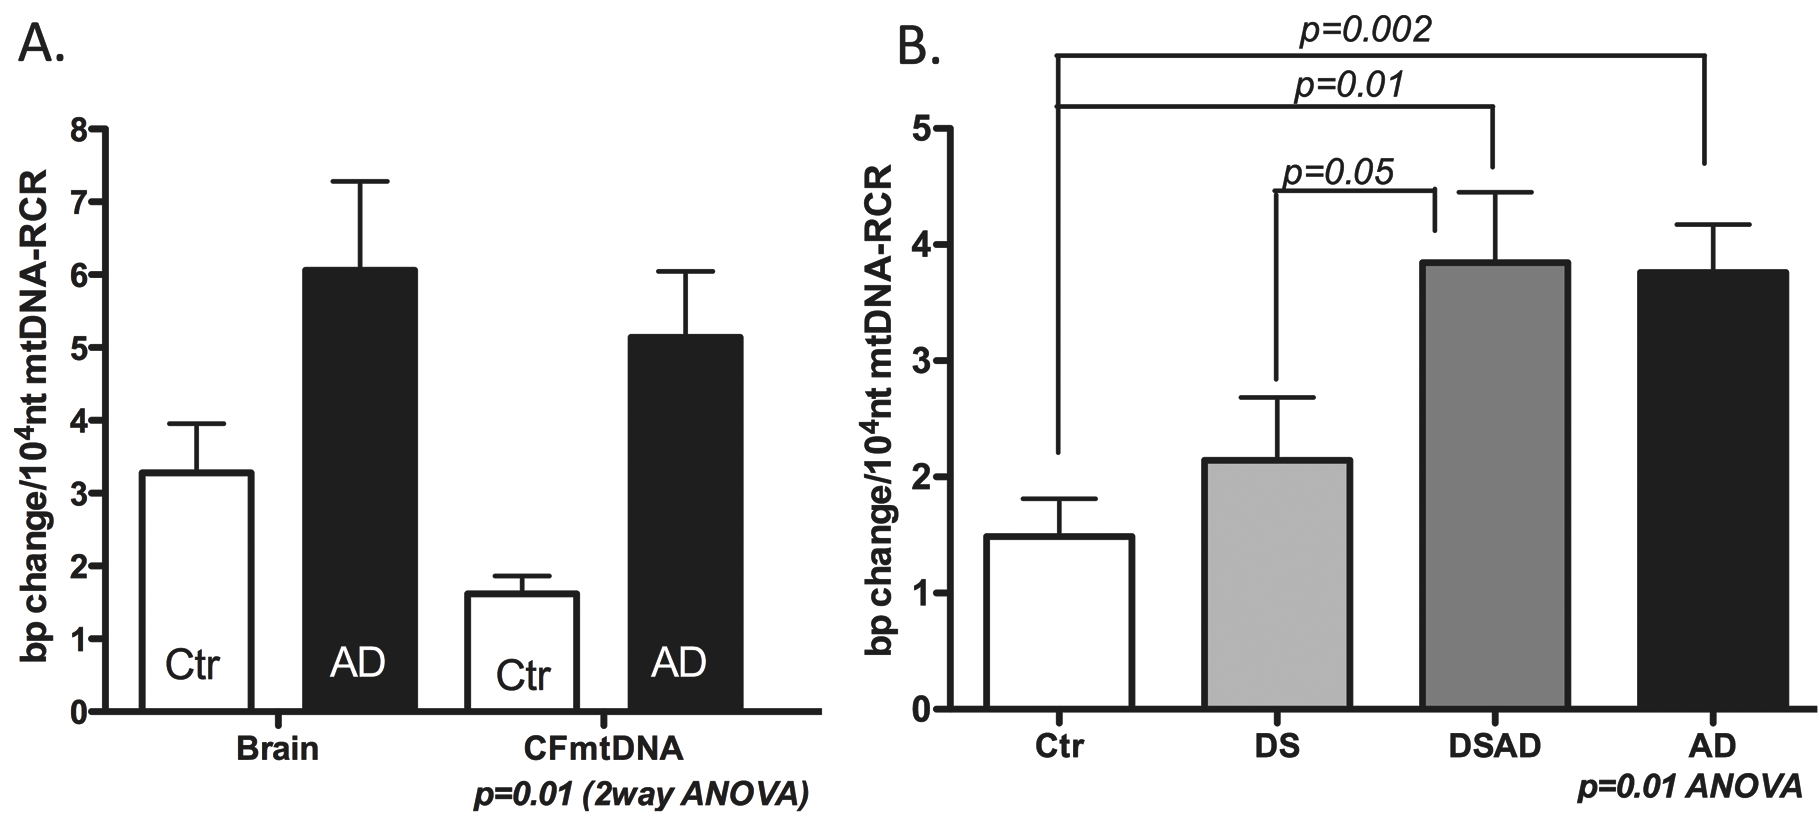 A.
bp change/10⁴nt mtDNA-RCR
8
7
6
5
4
3
2
1
0
Ctr
AD
Ctr
AD
Brain
CFmtDNA
p=0.01 (2way ANOVA)
B.
p=0.002
p=0.01
p=0.05
bp change/10⁴nt mtDNA-RCR
5
4
3
2
1
0
Ctr
DS
DSAD
AD
p=0.01 ANOVA